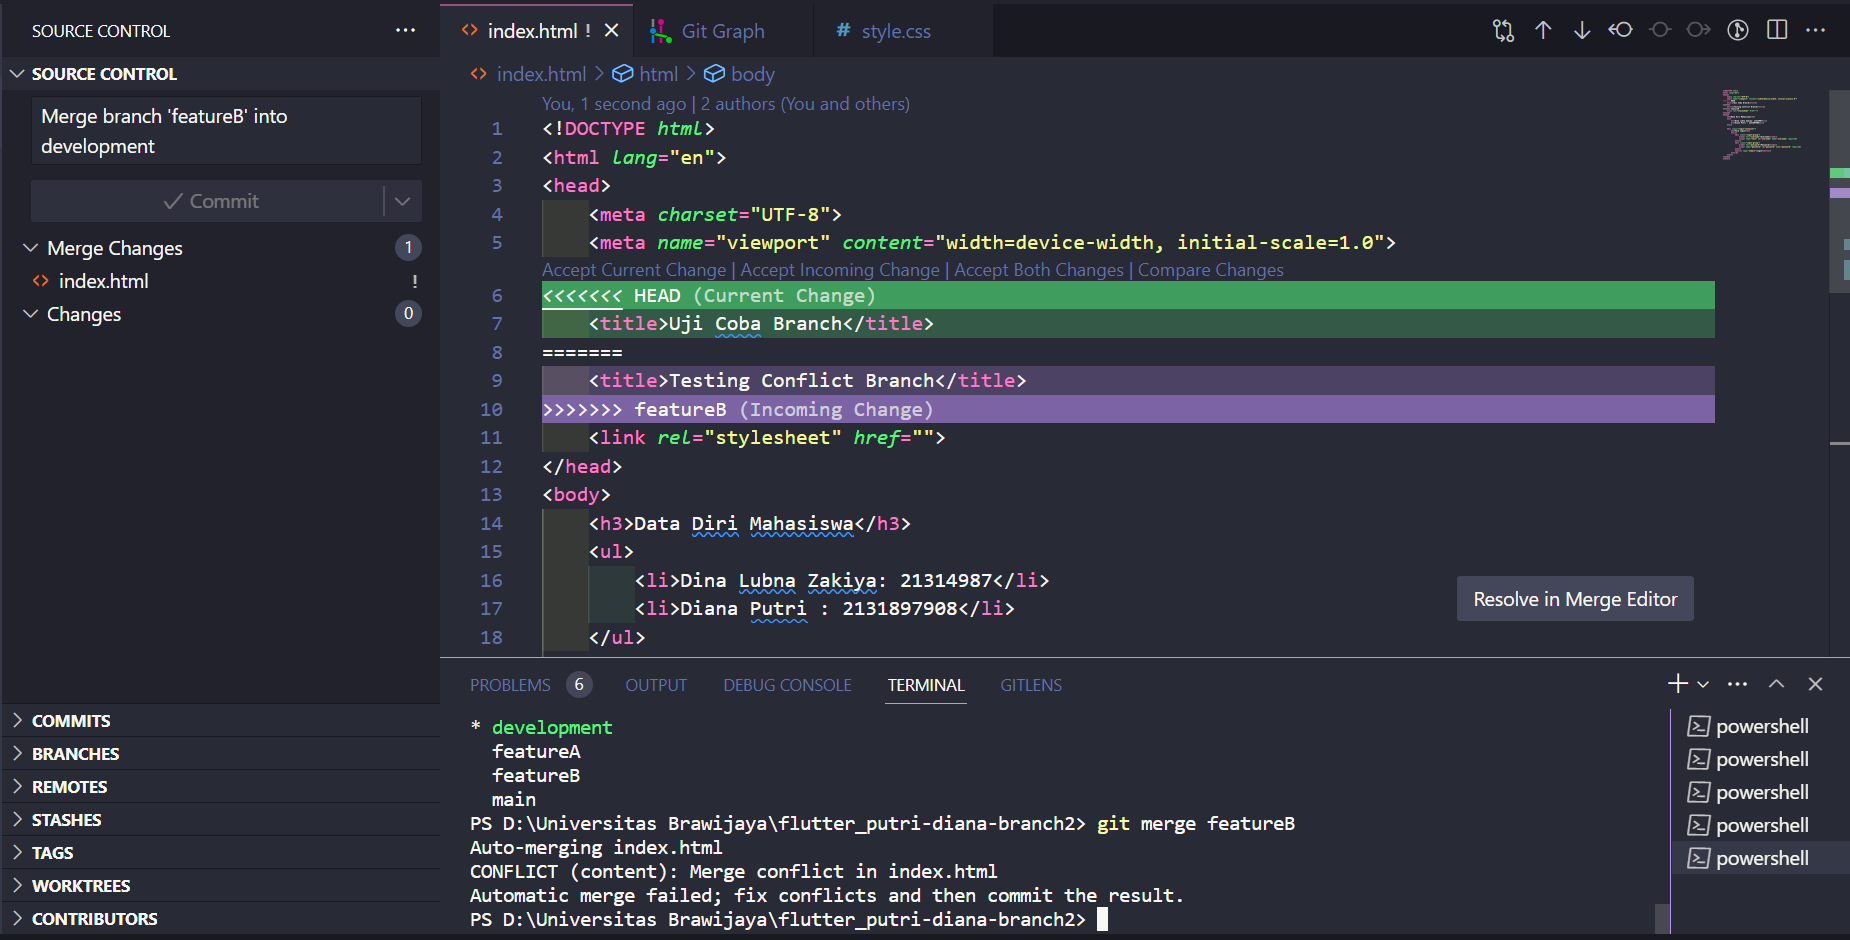 SOURCE CONTROL
SOURCE CONTROL
Merge branch 'featureB' into
development
Commit
Merge Changes 1
index.html !
Changes 0
COMMITS
BRANCHES
REMOTES
STASHES
TAGS
WORKTREES
CONTRIBUTORS
index.html ! Git Graph # style.css
index.html > html > body
You, 1 second ago | 2 authors (You and others)
1 <!DOCTYPE html>
2 <html lang="en">
3 <head>
4 <meta charset="UTF-8">
5 <meta name="viewport" content="width=device-width, initial-scale=1.0">
Accept Current Change | Accept Incoming Change | Accept Both Changes | Compare Changes
6 <<<<<<< HEAD (Current Change)
7 <title>Uji Coba Branch</title>
8 =======
9 <title>Testing Conflict Branch</title>
10 >>>>>>> featureB (Incoming Change)
11 <link rel="stylesheet" href="">
12 </head>
13 <body>
14 <h3>Data Diri Mahasiswa</h3>
15 <ul>
16 <li>Dina Lubna Zakiya: 21314987</li>
17 <li>Diana Putri : 2131897908</li>
18 </ul>
Resolve in Merge Editor
PROBLEMS 6 OUTPUT DEBUG CONSOLE TERMINAL GITLENS
* development
featureA
featureB
main
PS D:\Universitas Brawijaya\flutter_putri-diana-branch2> git merge featureB
Auto-merging index.html
CONFLICT (content): Merge conflict in index.html
Automatic merge failed; fix conflicts and then commit the result.
PS D:\Universitas Brawijaya\flutter_putri-diana-branch2>
powershell
powershell
powershell
powershell
powershell